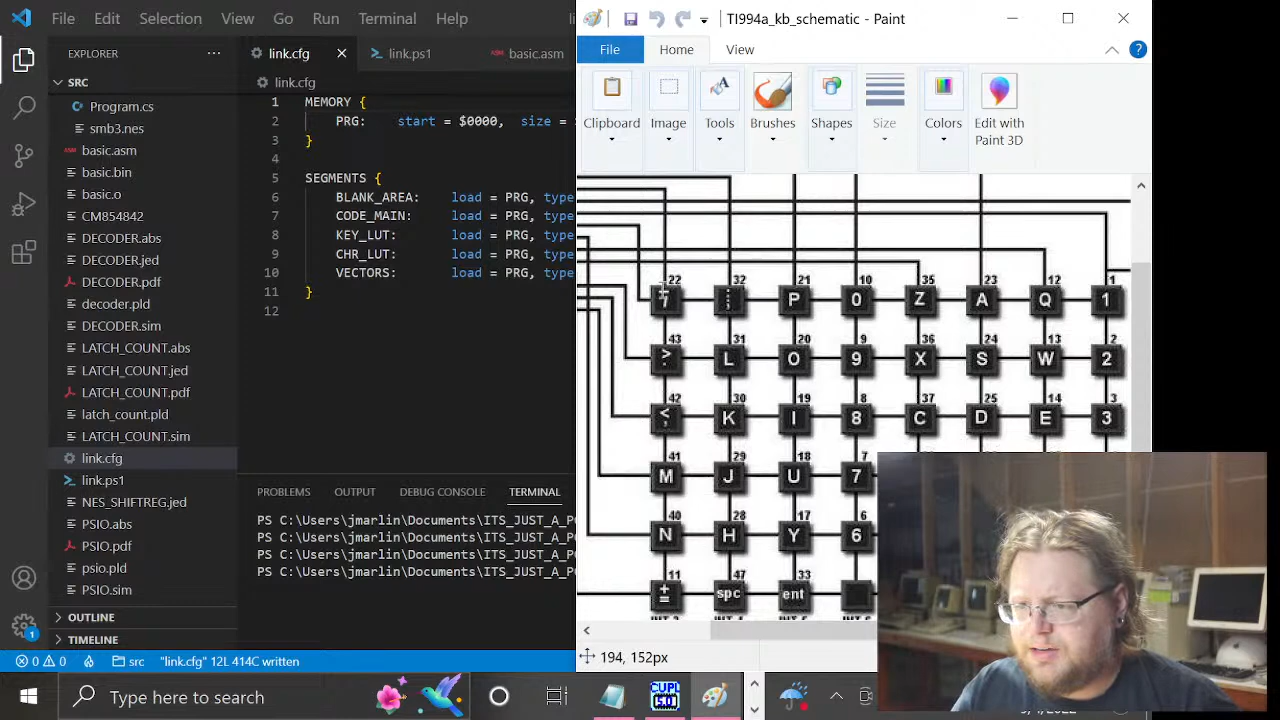 File Edit Selection View Go Run Terminal Help
TI994a_kb_schematic - Paint
EXPLORER ...
link.cfg
link.ps1
basic.asm
File Home View
SRC
link.cfg
Program.cs
smb3.nes
basic.asm
basic.bin
basic.o
CM854842
DECODER.abs
DECODER.jed
DECODER.pdf
decoder.pld
DECODER.sim
LATCH_COUNT.abs
LATCH_COUNT.jed
LATCH_COUNT.pdf
latch_count.pld
LATCH_COUNT.sim
link.cfg
link.ps1
NES_SHIFTREG.jed
PSIO.abs
PSIO.pdf
psio.pld
PSIO.sim
OUTLINE
TIMELINE
1 MEMORY {
2 PRG: start = $0000, size =
3 }
4
5 SEGMENTS {
6 BLANK_AREA: load = PRG, type
7 CODE_MAIN: load = PRG, type
8 KEY_LUT: load = PRG, type
9 CHR_LUT: load = PRG, type
10 VECTORS: load = PRG, type
11 }
12
PROBLEMS OUTPUT DEBUG CONSOLE TERMINAL
PS C:\Users\jmarlin\Documents\ITS_JUST_A_P
PS C:\Users\jmarlin\Documents\ITS_JUST_A_P
PS C:\Users\jmarlin\Documents\ITS_JUST_A_P
PS C:\Users\jmarlin\Documents\ITS_JUST_A_P
Clipboard Image Tools Brushes Shapes Size Colors Edit with
Paint 3D
22 32 21 10 35 23 12 1
/ ; P 0 Z A Q 1
43 31 20 9 36 24 13 2
> . L O 9 X S W 2
42 30 19 8 37 25 14 3
< , K I 8 C D E 3
41 29 18 7
M J U 7
40 28 17 6
N H Y 6
11 47 33
± spc ent
194, 152px
0 0 src "link.cfg" 12L 414C written
Type here to search
CUPL
5.0